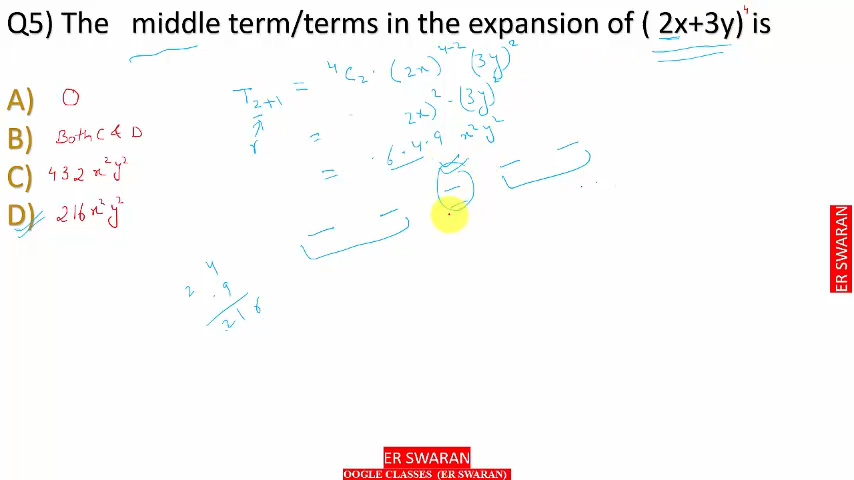 Q5) The middle term/terms in the expansion of ( 2x+3y)⁴ is
A) 0
B) Both C & D
C) 432 x²y²
D) 216x²y²
T₂₊₁ = ⁴C₂ · (2x)⁴⁻² (3y)²
r
= 2x)² · (3y)²
= 6 · 4 · 9 x²y²
4
2 · 9
216
ER SWARAN
ER SWARAN
OOGLE CLASSES (ER SWARAN)